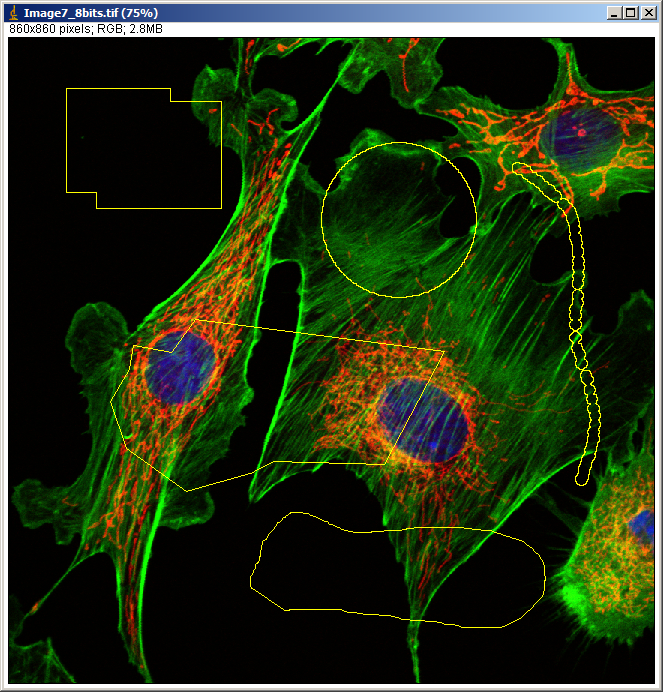 Image7_8bits.tif (75%)
860x860 pixels; RGB; 2.8MB